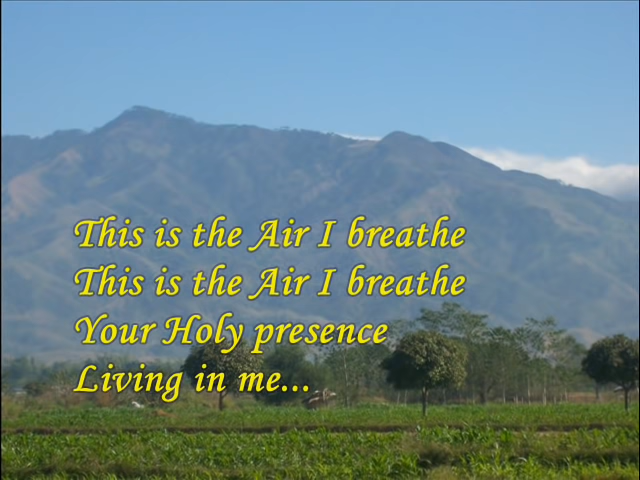 This is the Air I breathe
This is the Air I breathe
Your Holy presence
Living in me...